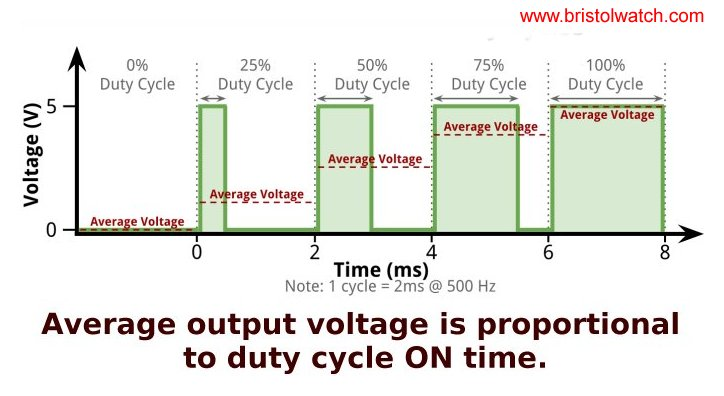 www.bristolwatch.com
0%
Duty Cycle
25%
Duty Cycle
50%
Duty Cycle
75%
Duty Cycle
100%
Duty Cycle
Voltage (V)
5
0
Average Voltage
Average Voltage
Average Voltage
Average Voltage
Average Voltage
0 2 4 6 8
Time (ms)
Note: 1 cycle = 2ms @ 500 Hz
Average output voltage is proportional
to duty cycle ON time.